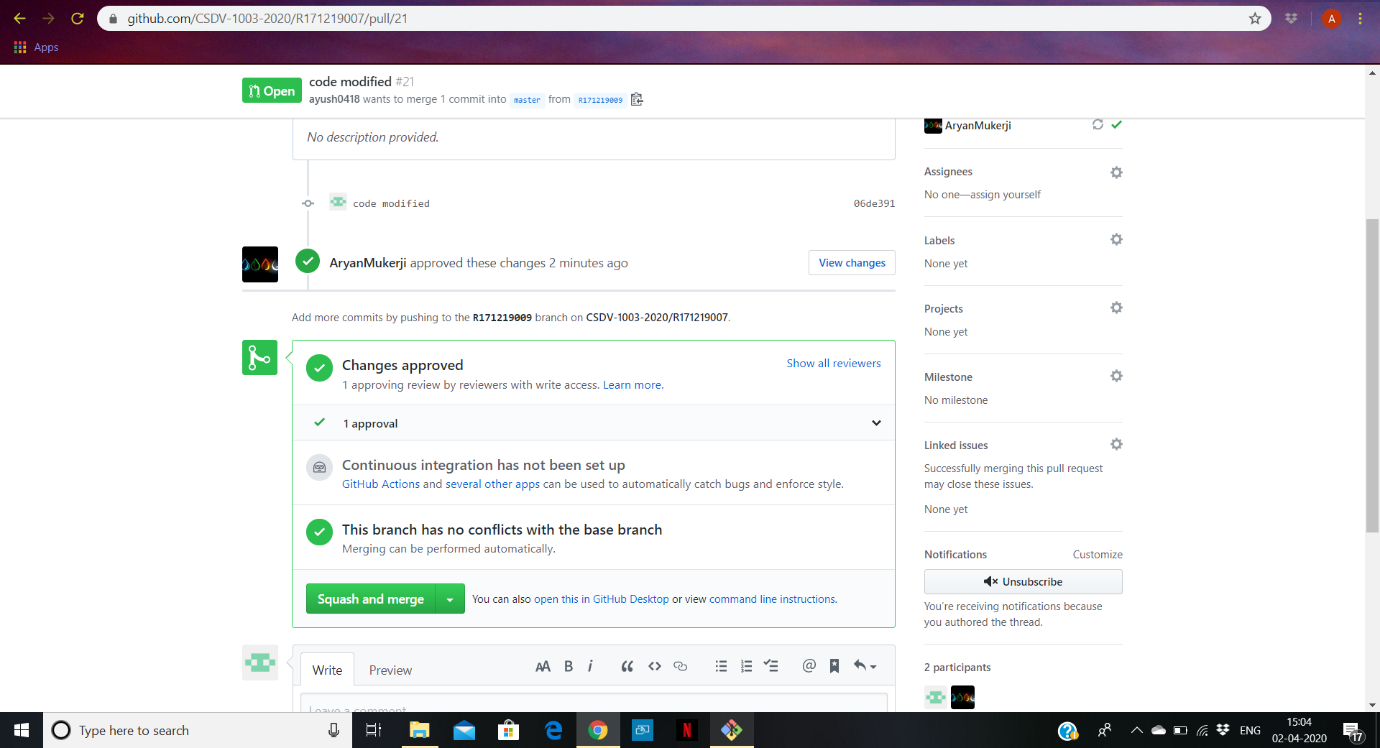 github.com/CSDV-1003-2020/R171219007/pull/21
A
Apps
Open
code modified #21
ayush0418 wants to merge 1 commit into master from R171219009
No description provided.
code modified
06de391
AryanMukerji approved these changes 2 minutes ago
View changes
Add more commits by pushing to the R171219009 branch on CSDV-1003-2020/R171219007.
Changes approved
Show all reviewers
1 approving review by reviewers with write access. Learn more.
1 approval
Continuous integration has not been set up
GitHub Actions and several other apps can be used to automatically catch bugs and enforce style.
This branch has no conflicts with the base branch
Merging can be performed automatically.
Squash and merge
You can also open this in GitHub Desktop or view command line instructions.
Write
Preview
AA B i
Leave a comment
AryanMukerji
Assignees
No one—assign yourself
Labels
None yet
Projects
None yet
Milestone
No milestone
Linked issues
Successfully merging this pull request
may close these issues.
None yet
Notifications
Customize
Unsubscribe
You're receiving notifications because
you authored the thread.
2 participants
Type here to search
N
ENG
15:04
02-04-2020
17